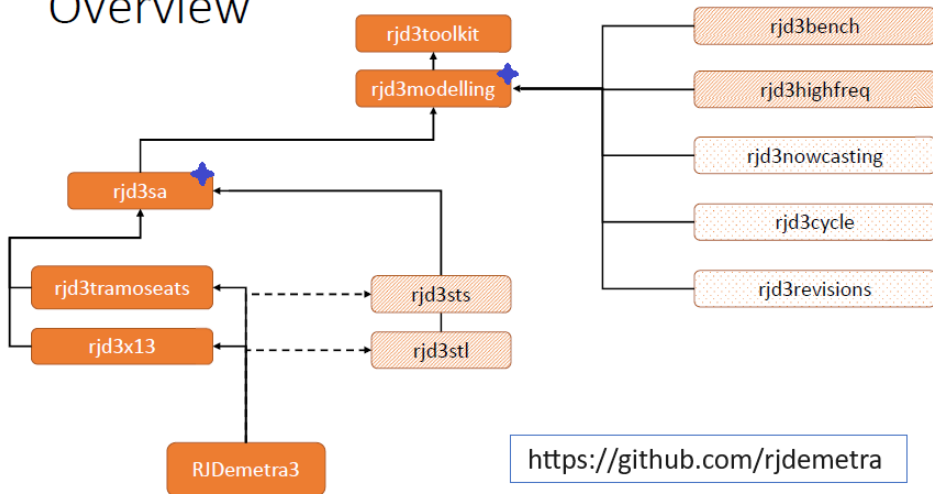 Overview
rjd3toolkit
rjd3bench
rjd3modelling
rjd3highfreq
rjd3nowcasting
rjd3sa
rjd3cycle
rjd3tramoseats
rjd3sts
rjd3revisions
rjd3x13
rjd3stl
RJDemetra3
https://github.com/rjdemetra